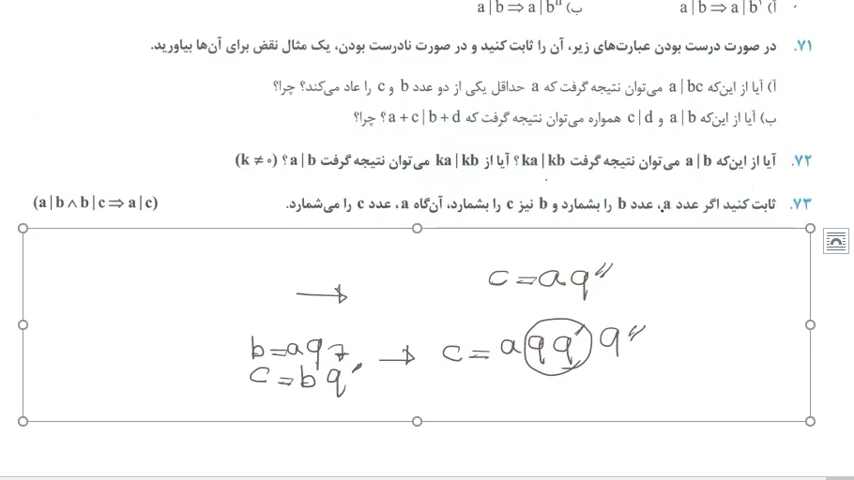 آ) a|b ⇒ a|b² ب) a|b ⇒ a|bⁿ
۷۱. در صورت درست بودن عبارت‌های زیر، آن را ثابت کنید و در صورت نادرست بودن، یک مثال نقض برای آن‌ها بیاورید.
آ) آیا از این‌که a|bc می‌توان نتیجه گرفت که a حداقل یکی از دو عدد b و c را عاد می‌کند؟ چرا؟
ب) آیا از این‌که a|b و c|d همواره می‌توان نتیجه گرفت که a+c|b+d؟ چرا؟
۷۲. آیا از این‌که a|b می‌توان نتیجه گرفت ka|kb؟ آیا از ka|kb می‌توان نتیجه گرفت a|b؟ (k≠۰)
۷۳. ثابت کنید اگر عدد a، عدد b را بشمارد و b نیز c را بشمارد، آن‌گاه a، عدد c را می‌شمارد. (a|b∧b|c⇒a|c)
→ c=aq″
b=aq
c=bq′ → c=aqq′ q″